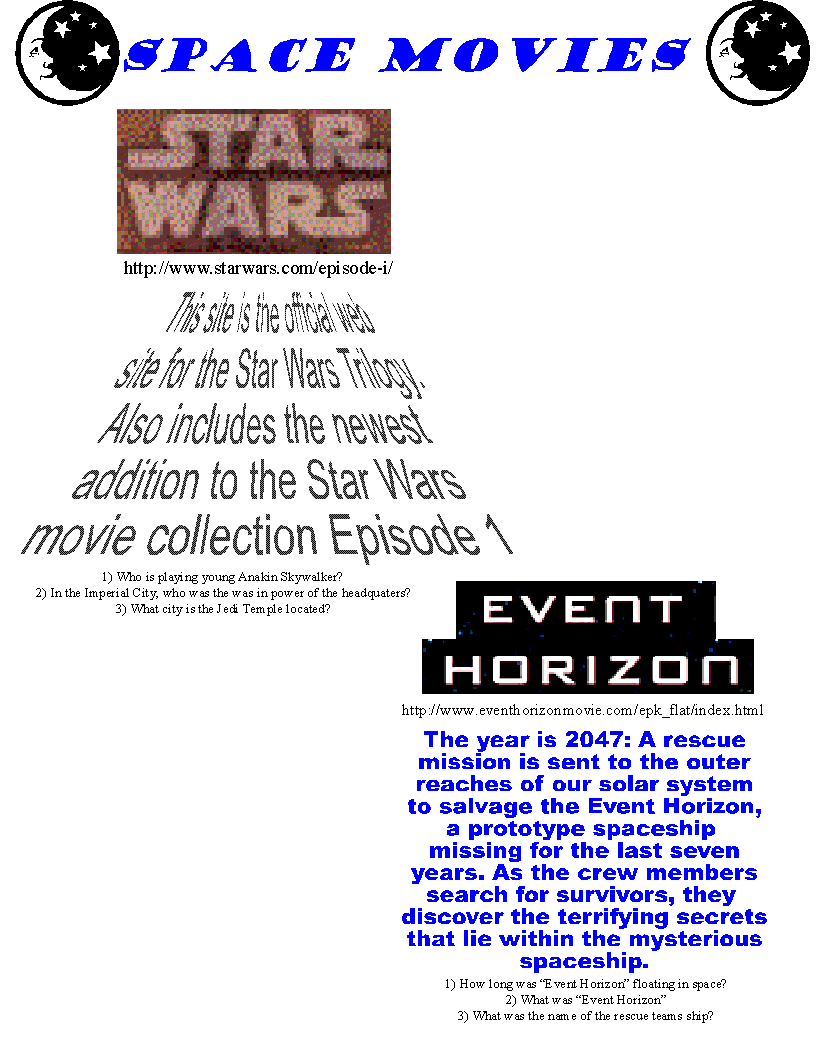 SPACE MOVIES
STAR
WARS
http://www.starwars.com/episode-i/
This site is the official web
site for the Star Wars Trilogy.
Also includes the newest
addition to the Star Wars
movie collection Episode 1
1) Who is playing young Anakin Skywalker?
2) In the Imperial City, who was the was in power of the headquaters?
3) What city is the Jedi Temple located?
EVENT
HORIZON
http://www.eventhorizonmovie.com/epk_flat/index.html
The year is 2047: A rescue
mission is sent to the outer
reaches of our solar system
to salvage the Event Horizon,
a prototype spaceship
missing for the last seven
years. As the crew members
search for survivors, they
discover the terrifying secrets
that lie within the mysterious
spaceship.
1) How long was “Event Horizon” floating in space?
2) What was “Event Horizon”
3) What was the name of the rescue teams ship?